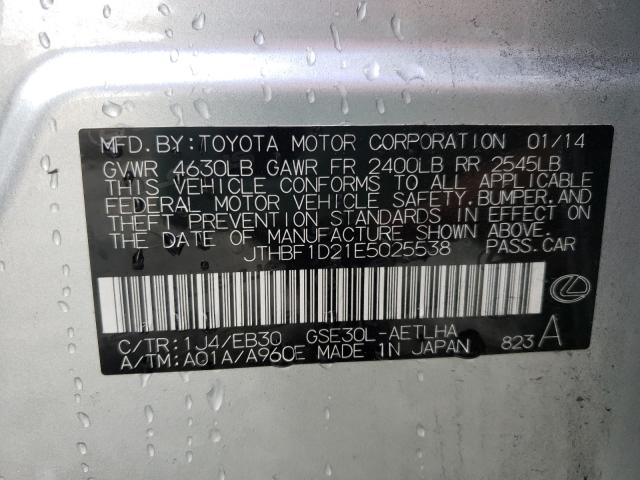 MFD.BY:TOYOTA MOTOR CORPORATION 01/14
GVWR 4630LB GAWR FR 2400LB RR 2545LB
THIS VEHICLE CONFORMS TO ALL APPLICABLE
FEDERAL MOTOR VEHICLE SAFETY,BUMPER,AND
THEFT PREVENTION STANDARDS IN EFFECT ON
THE DATE OF MANUFACTURE SHOWN ABOVE.
JTHBF1D21E5025538 PASS.CAR
C/TR:1J4/EB30 GSE30L-AETLHA
A/TM:A01A/A960E MADE IN JAPAN 823 A